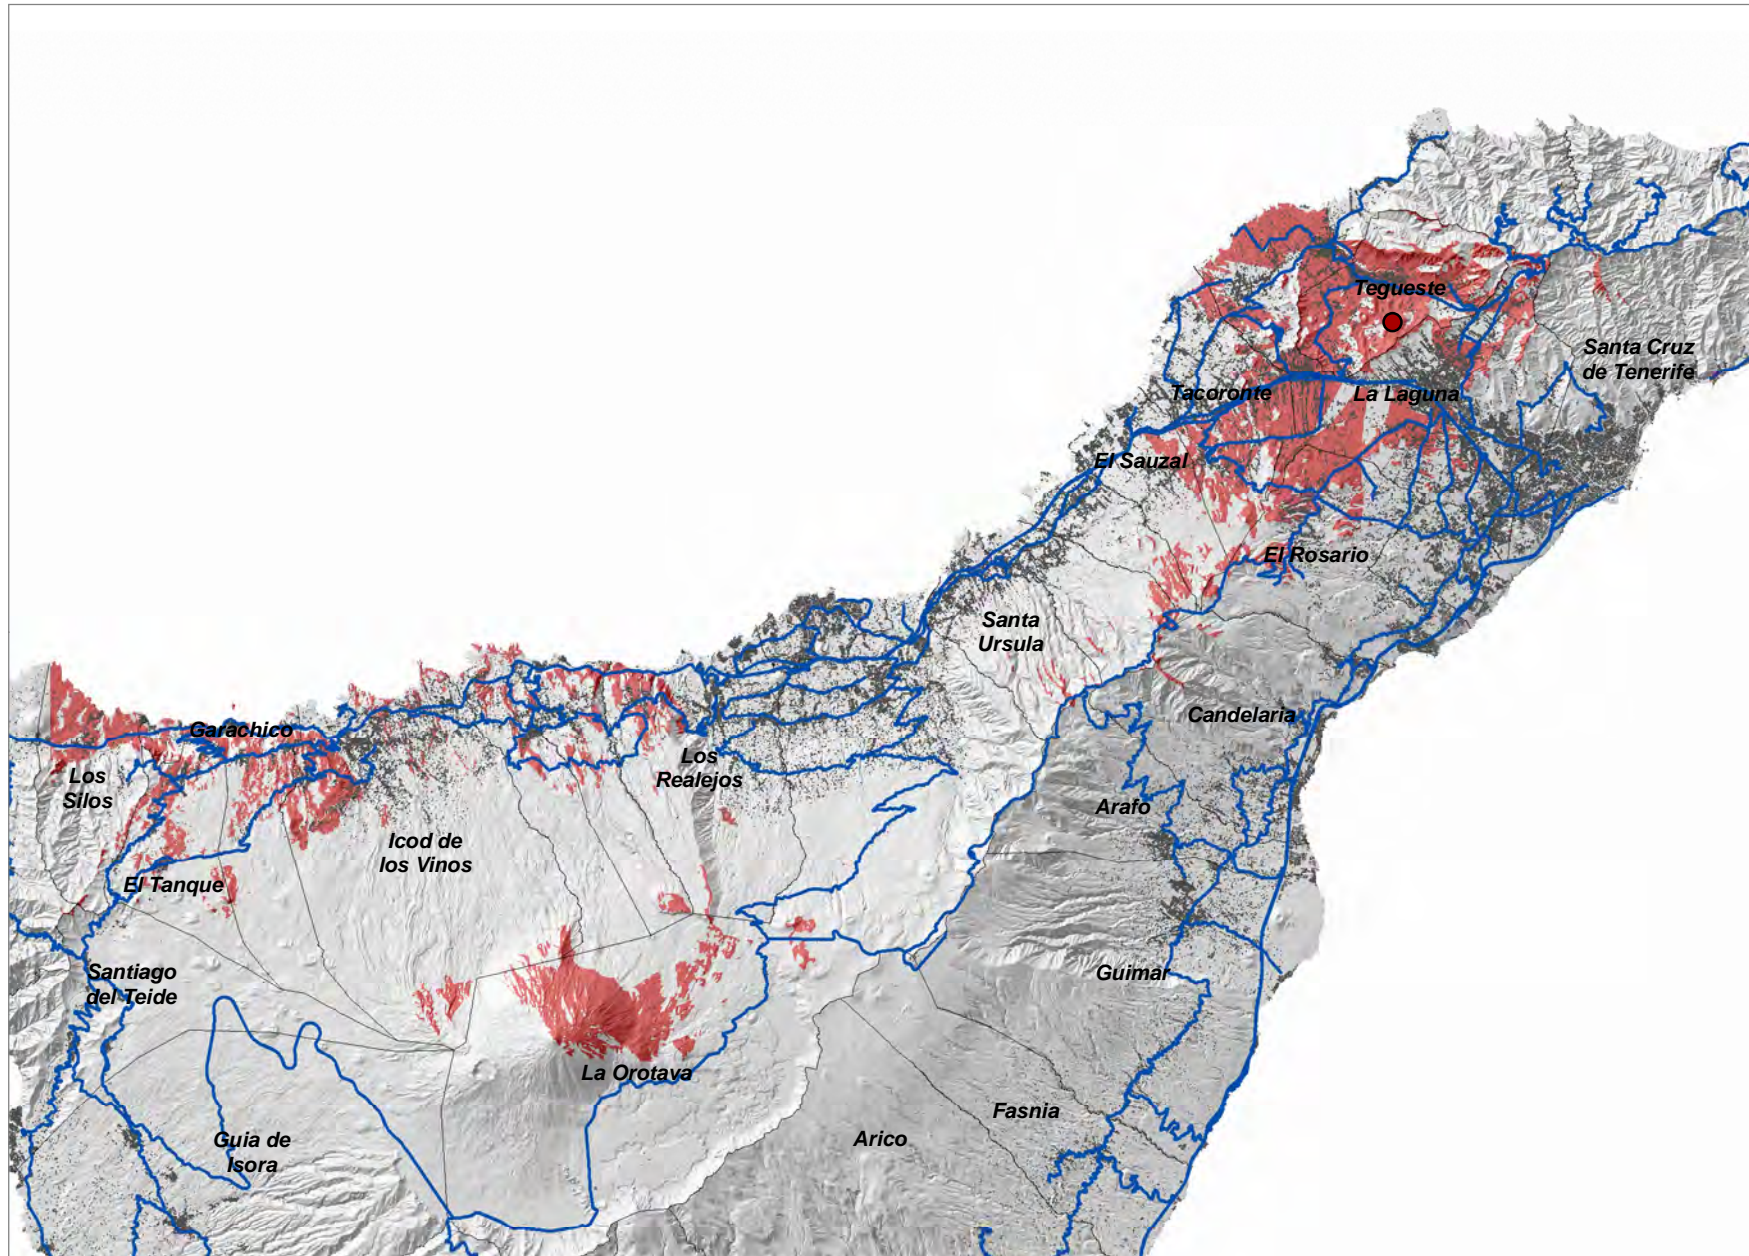 Tegueste
Santa Cruz
de Tenerife
Tacoronte
La Laguna
El Sauzal
El Rosario
Santa
Ursula
Candelaria
Garachico
Los
Realejos
Los
Silos
Arafo
Icod de
los Vinos
El Tanque
Santiago
del Teide
Guimar
La Orotava
Fasnia
Arico
Guia de
Isora